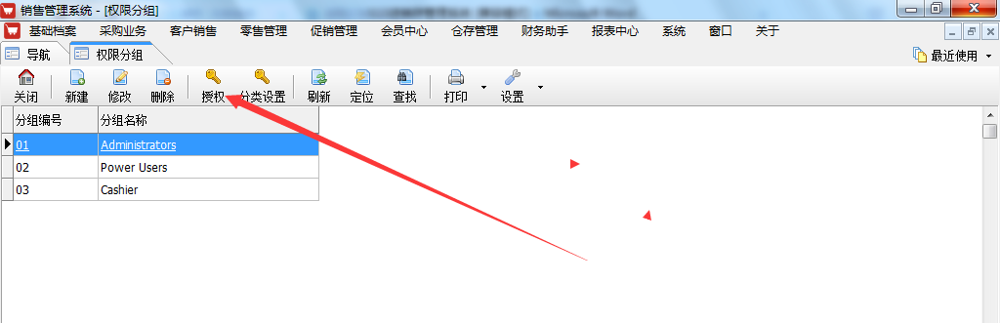 销售管理系统 - [权限分组]
基础档案 采购业务 客户销售 零售管理 促销管理 会员中心 仓存管理 财务助手 报表中心 系统 窗口 关于
导航 权限分组 最近使用
关闭 新建 修改 删除 授权 分类设置 刷新 定位 查找 打印 设置
分组编号 分组名称
01 Administrators
02 Power Users
03 Cashier